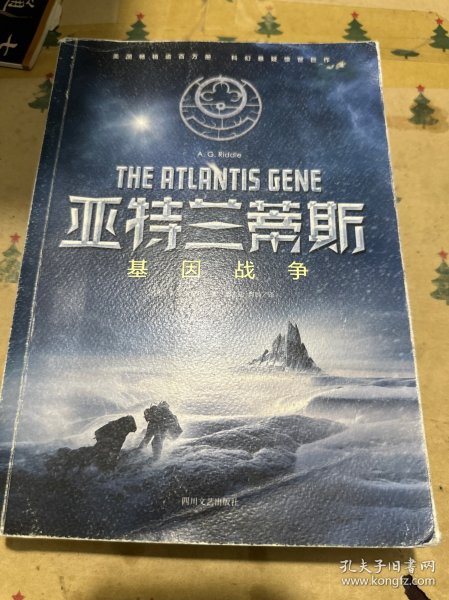 美国畅销逾百万册 科幻悬疑惊世巨作
A. G. Riddle
THE ATLANTIS GENE
亚特兰蒂斯
基因战争
四川文艺出版社
孔夫子旧书网
www.kongfz.com